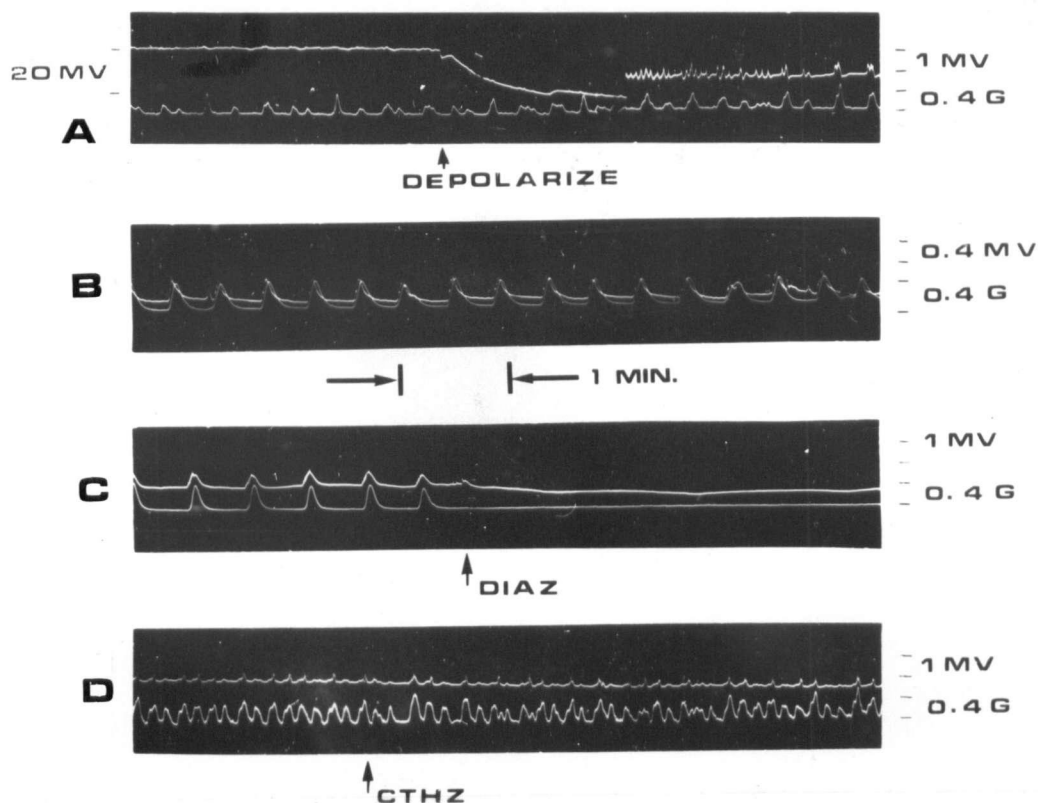 20 MV
1 MV
0.4 G
A
DEPOLARIZE
0.4 MV
B
0.4 G
1 MIN.
1 MV
C
0.4 G
DIAZ
1 MV
D
0.4 G
CTHZ